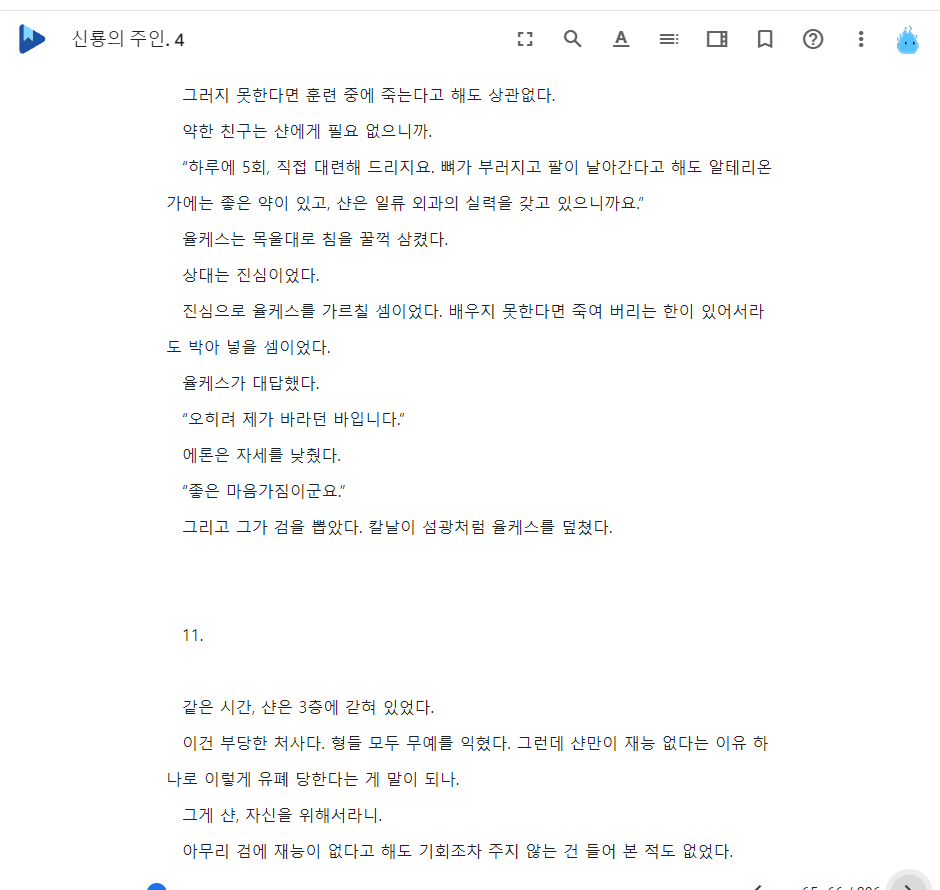 신룡의 주인. 4
그러지 못한다면 훈련 중에 죽는다고 해도 상관없다.
약한 친구는 샨에게 필요 없으니까.
“하루에 5회, 직접 대련해 드리지요. 뼈가 부러지고 팔이 날아간다고 해도 알테리온
가에는 좋은 약이 있고, 샨은 일류 외과의 실력을 갖고 있으니까요.”
율케스는 목울대로 침을 꿀꺽 삼켰다.
상대는 진심이었다.
진심으로 율케스를 가르칠 셈이었다. 배우지 못한다면 죽여 버리는 한이 있어서라
도 박아 넣을 셈이었다.
율케스가 대답했다.
“오히려 제가 바라던 바입니다.”
에론은 자세를 낮췄다.
“좋은 마음가짐이군요.”
그리고 그가 검을 뽑았다. 칼날이 섬광처럼 율케스를 덮쳤다.
11.
같은 시간, 샨은 3층에 갇혀 있었다.
이건 부당한 처사다. 형들 모두 무예를 익혔다. 그런데 샨만이 재능 없다는 이유 하
나로 이렇게 유폐 당한다는 게 말이 되나.
그게 샨, 자신을 위해서라니.
아무리 검에 재능이 없다고 해도 기회조차 주지 않는 건 들어 본 적도 없었다.